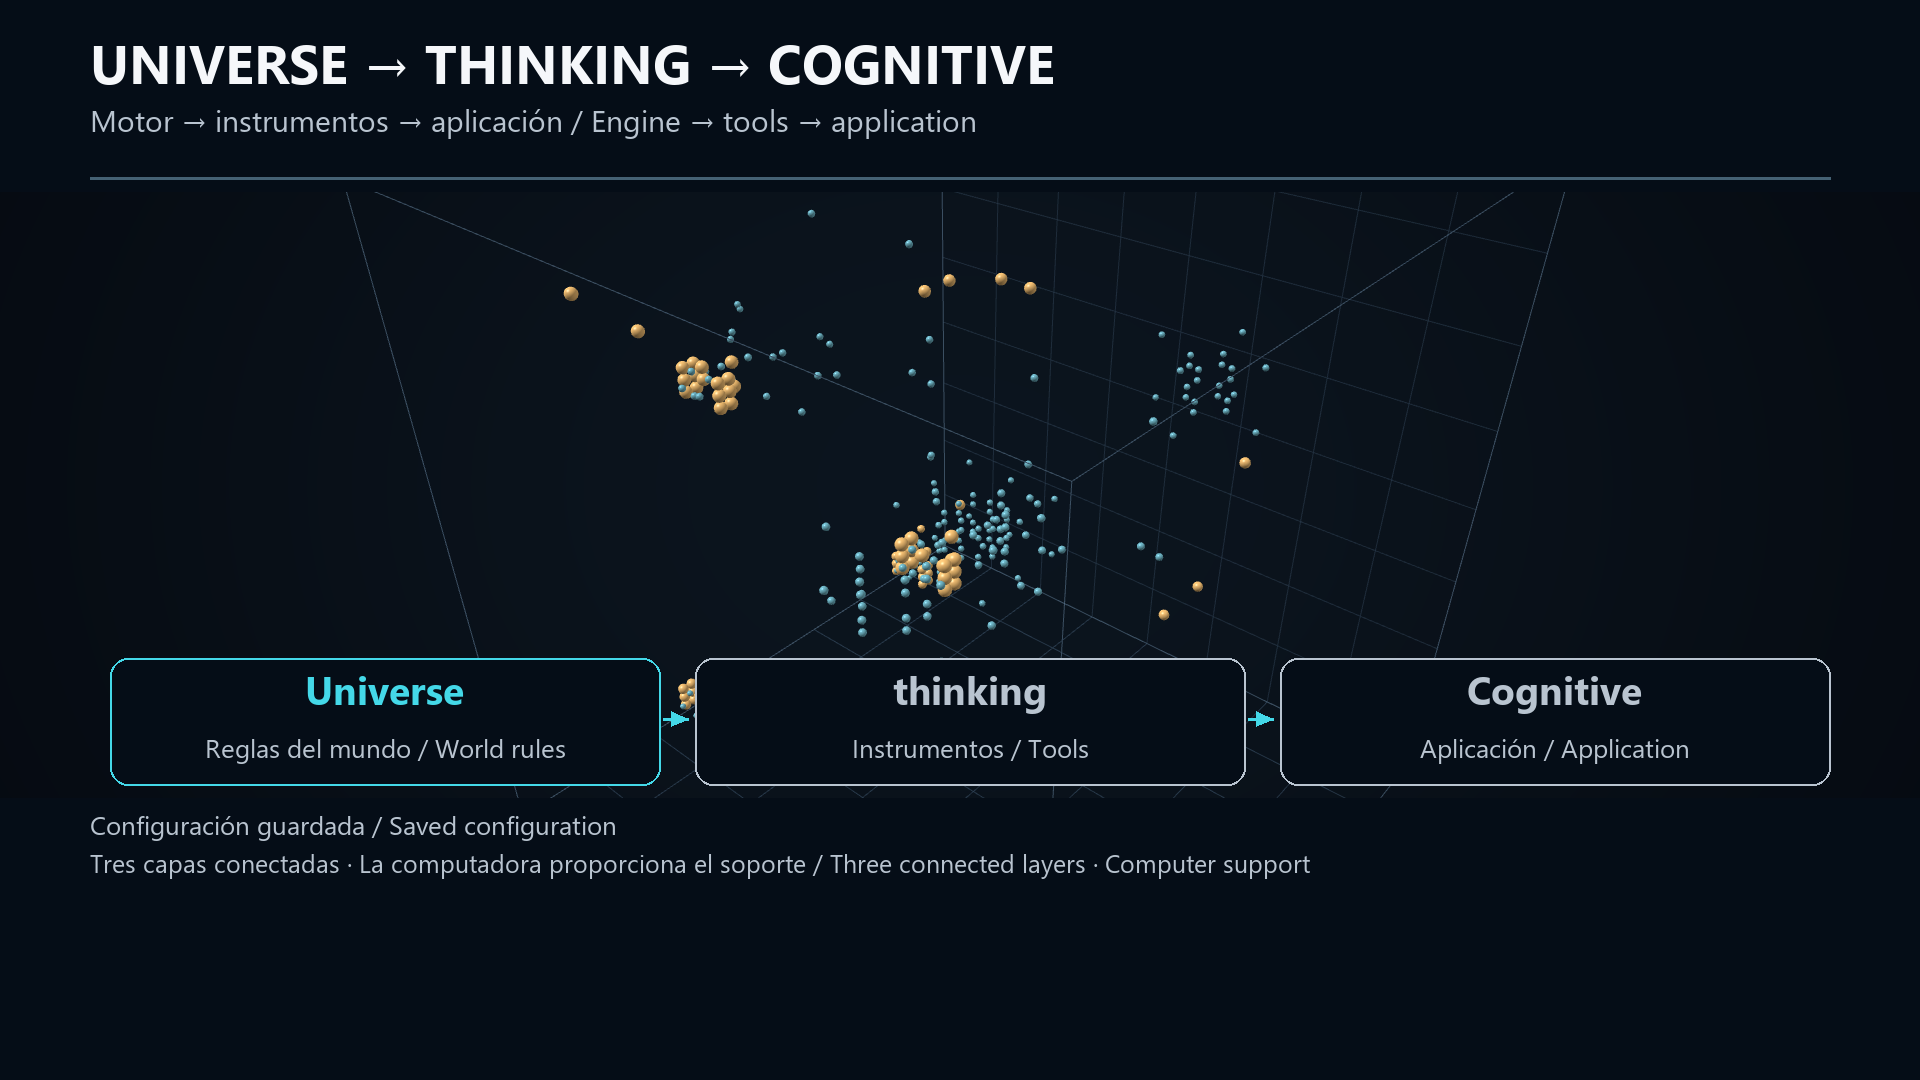 UNIVERSE → THINKING → COGNITIVE
Motor → instrumentos → aplicación / Engine → tools → application
Universe
Reglas del mundo / World rules
thinking
Instrumentos / Tools
Cognitive
Aplicación / Application
Configuración guardada / Saved configuration
Tres capas conectadas · La computadora proporciona el soporte / Three connected layers · Computer support